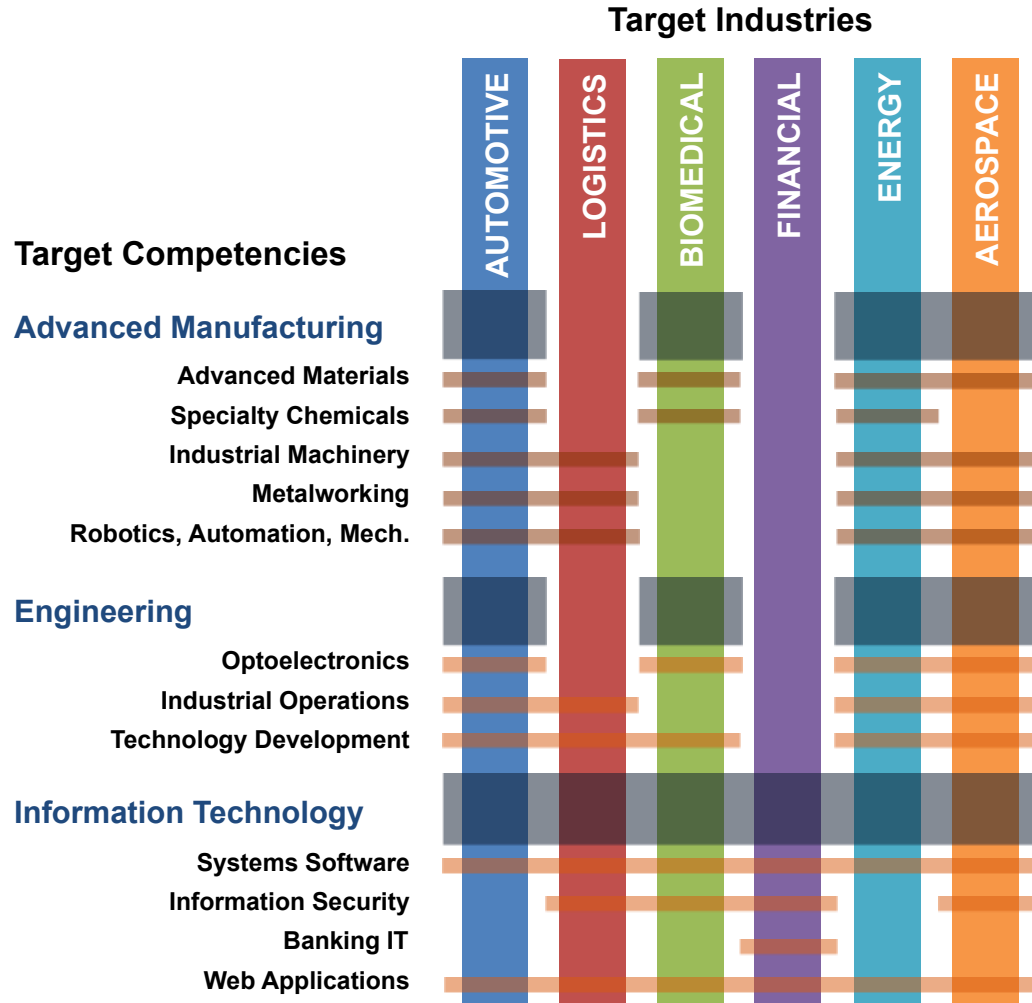 Target Industries
AUTOMOTIVE
LOGISTICS
BIOMEDICAL
FINANCIAL
ENERGY
AEROSPACE
Target Competencies
Advanced Manufacturing
Advanced Materials
Specialty Chemicals
Industrial Machinery
Metalworking
Robotics, Automation, Mech.
Engineering
Optoelectronics
Industrial Operations
Technology Development
Information Technology
Systems Software
Information Security
Banking IT
Web Applications